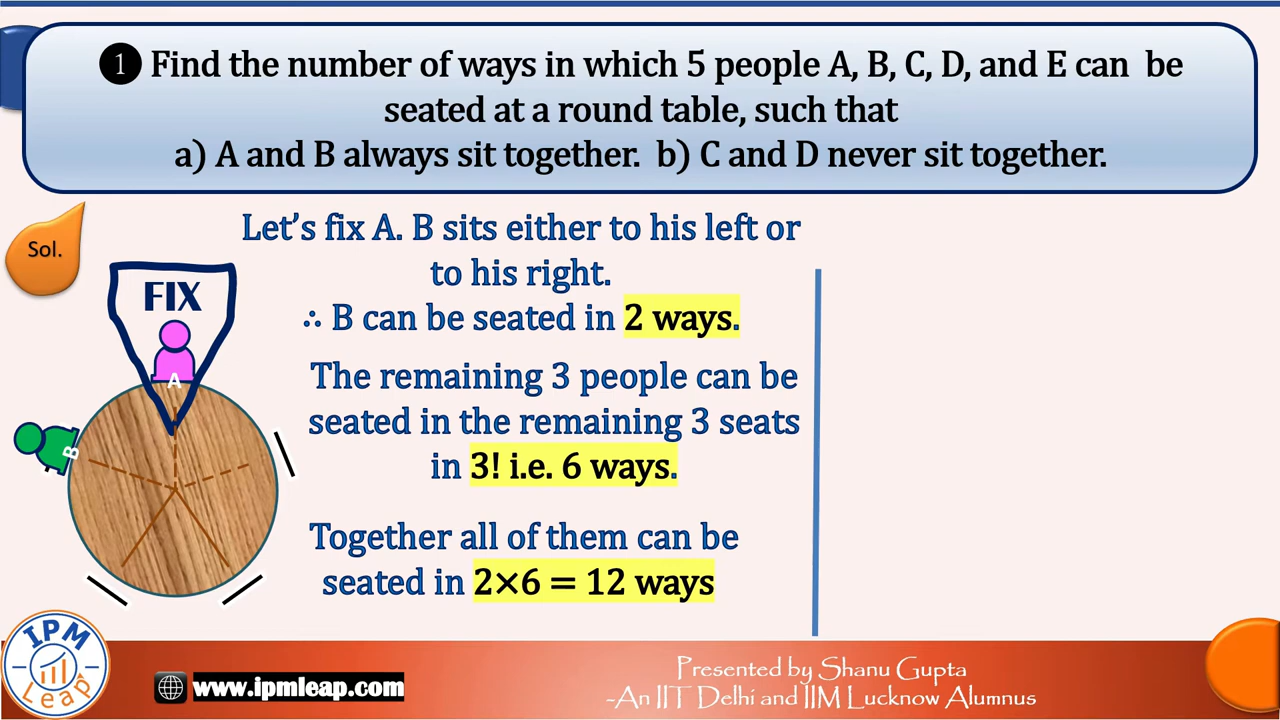 ❶ Find the number of ways in which 5 people A, B, C, D, and E can be
seated at a round table, such that
a) A and B always sit together. b) C and D never sit together.
Sol.
Let's fix A. B sits either to his left or
to his right.
∴ B can be seated in 2 ways.
FIX
A
B
The remaining 3 people can be
seated in the remaining 3 seats
in 3! i.e. 6 ways.
Together all of them can be
seated in 2×6 = 12 ways
IPM
Leap
www.ipmleap.com
Presented by Shanu Gupta
-An IIT Delhi and IIM Lucknow Alumnus